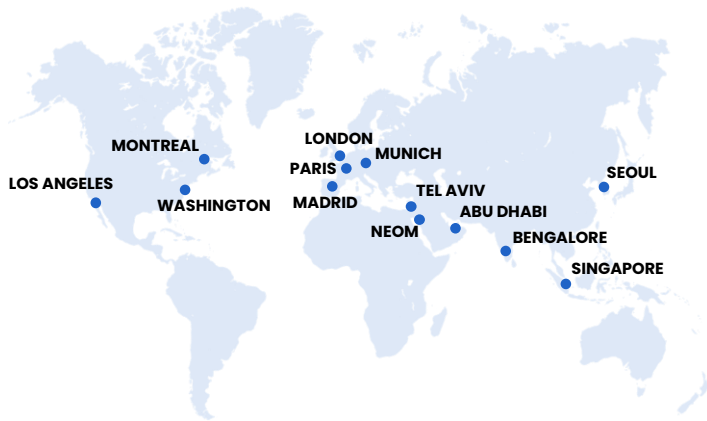 LONDON
MONTREAL
MUNICH
PARIS
SEOUL
LOS ANGELES
TEL AVIV
MADRID
WASHINGTON
ABU DHABI
NEOM
BENGALORE
SINGAPORE